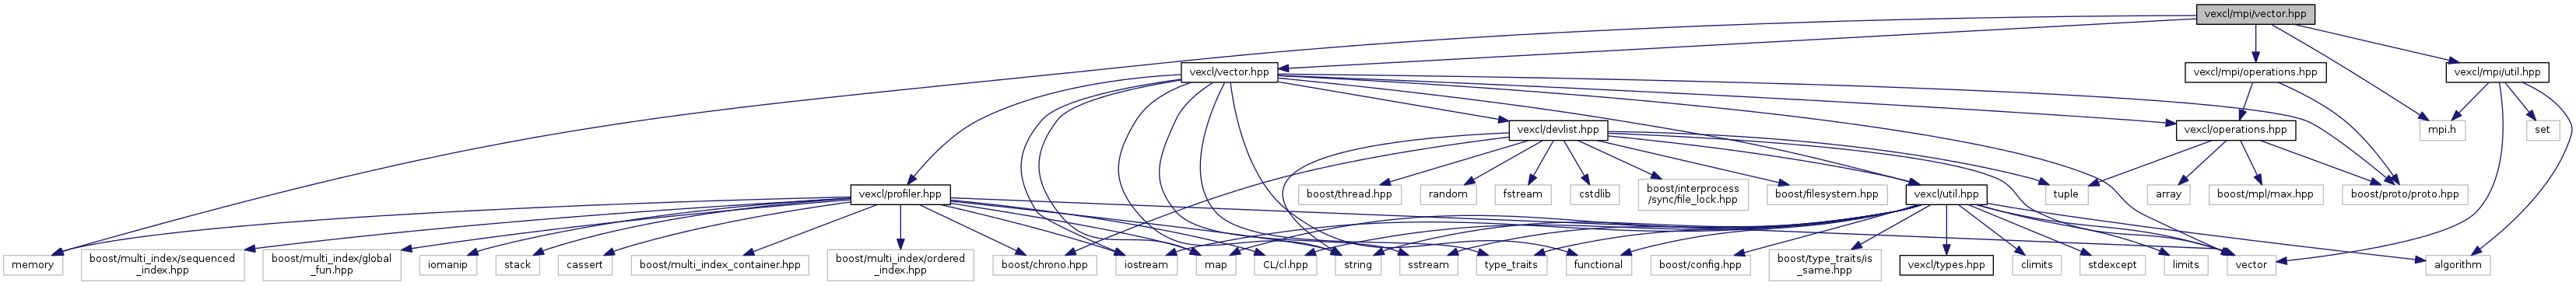 vexcl/mpi/vector.hpp
vexcl/vector.hpp
vexcl/mpi/operations.hpp
vexcl/mpi/util.hpp
vexcl/devlist.hpp
vexcl/operations.hpp
mpi.h
set
vexcl/profiler.hpp
boost/thread.hpp
random
fstream
cstdlib
boost/interprocess
/sync/file_lock.hpp
boost/filesystem.hpp
vexcl/util.hpp
tuple
array
boost/mpl/max.hpp
boost/proto/proto.hpp
memory
boost/multi_index/sequenced
_index.hpp
boost/multi_index/global
_fun.hpp
iomanip
stack
cassert
boost/multi_index_container.hpp
boost/multi_index/ordered
_index.hpp
boost/chrono.hpp
iostream
map
CL/cl.hpp
string
sstream
type_traits
functional
boost/config.hpp
boost/type_traits/is
_same.hpp
vexcl/types.hpp
climits
stdexcept
limits
vector
algorithm